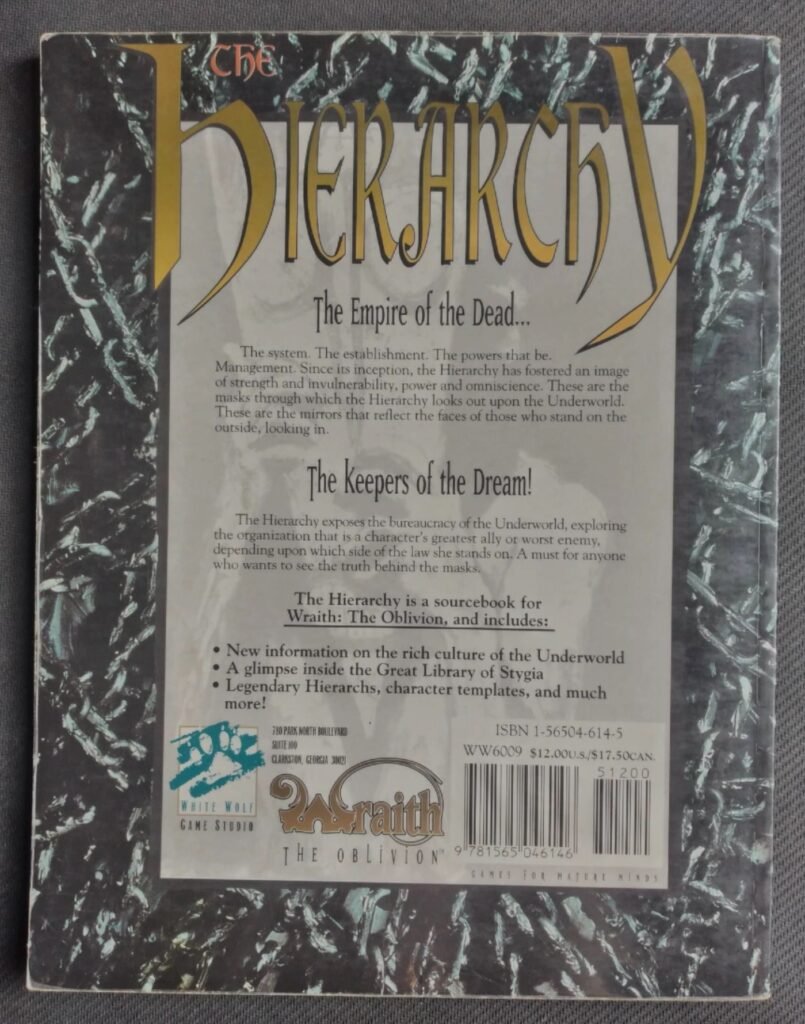 The
Hierarchy
The Empire of the Dead...
The system. The establishment. The powers that be.
Management. Since its inception, the Hierarchy has fostered an image
of strength and invulnerability, power and omniscience. These are the
masks through which the Hierarchy looks out upon the Underworld.
These are the mirrors that reflect the faces of those who stand on the
outside, looking in.
The Keepers of the Dream!
The Hierarchy exposes the bureaucracy of the Underworld, exploring
the organization that is a character's greatest ally or worst enemy,
depending upon which side of the law she stands on. A must for anyone
who wants to see the truth behind the masks.
The Hierarchy is a sourcebook for
Wraith: The Oblivion, and includes:
• New information on the rich culture of the Underworld
• A glimpse inside the Great Library of Stygia
• Legendary Hierarchs, character templates, and much
more!
White Wolf
Game Studio
780 Park North Boulevard
Suite 100
Clarkston, Georgia 30021
Wraith
The Oblivion™
ISBN 1-56504-614-5
WW6009 $12.00U.S./$17.50CAN.
51200
9 781565 046146
Games for Mature Minds